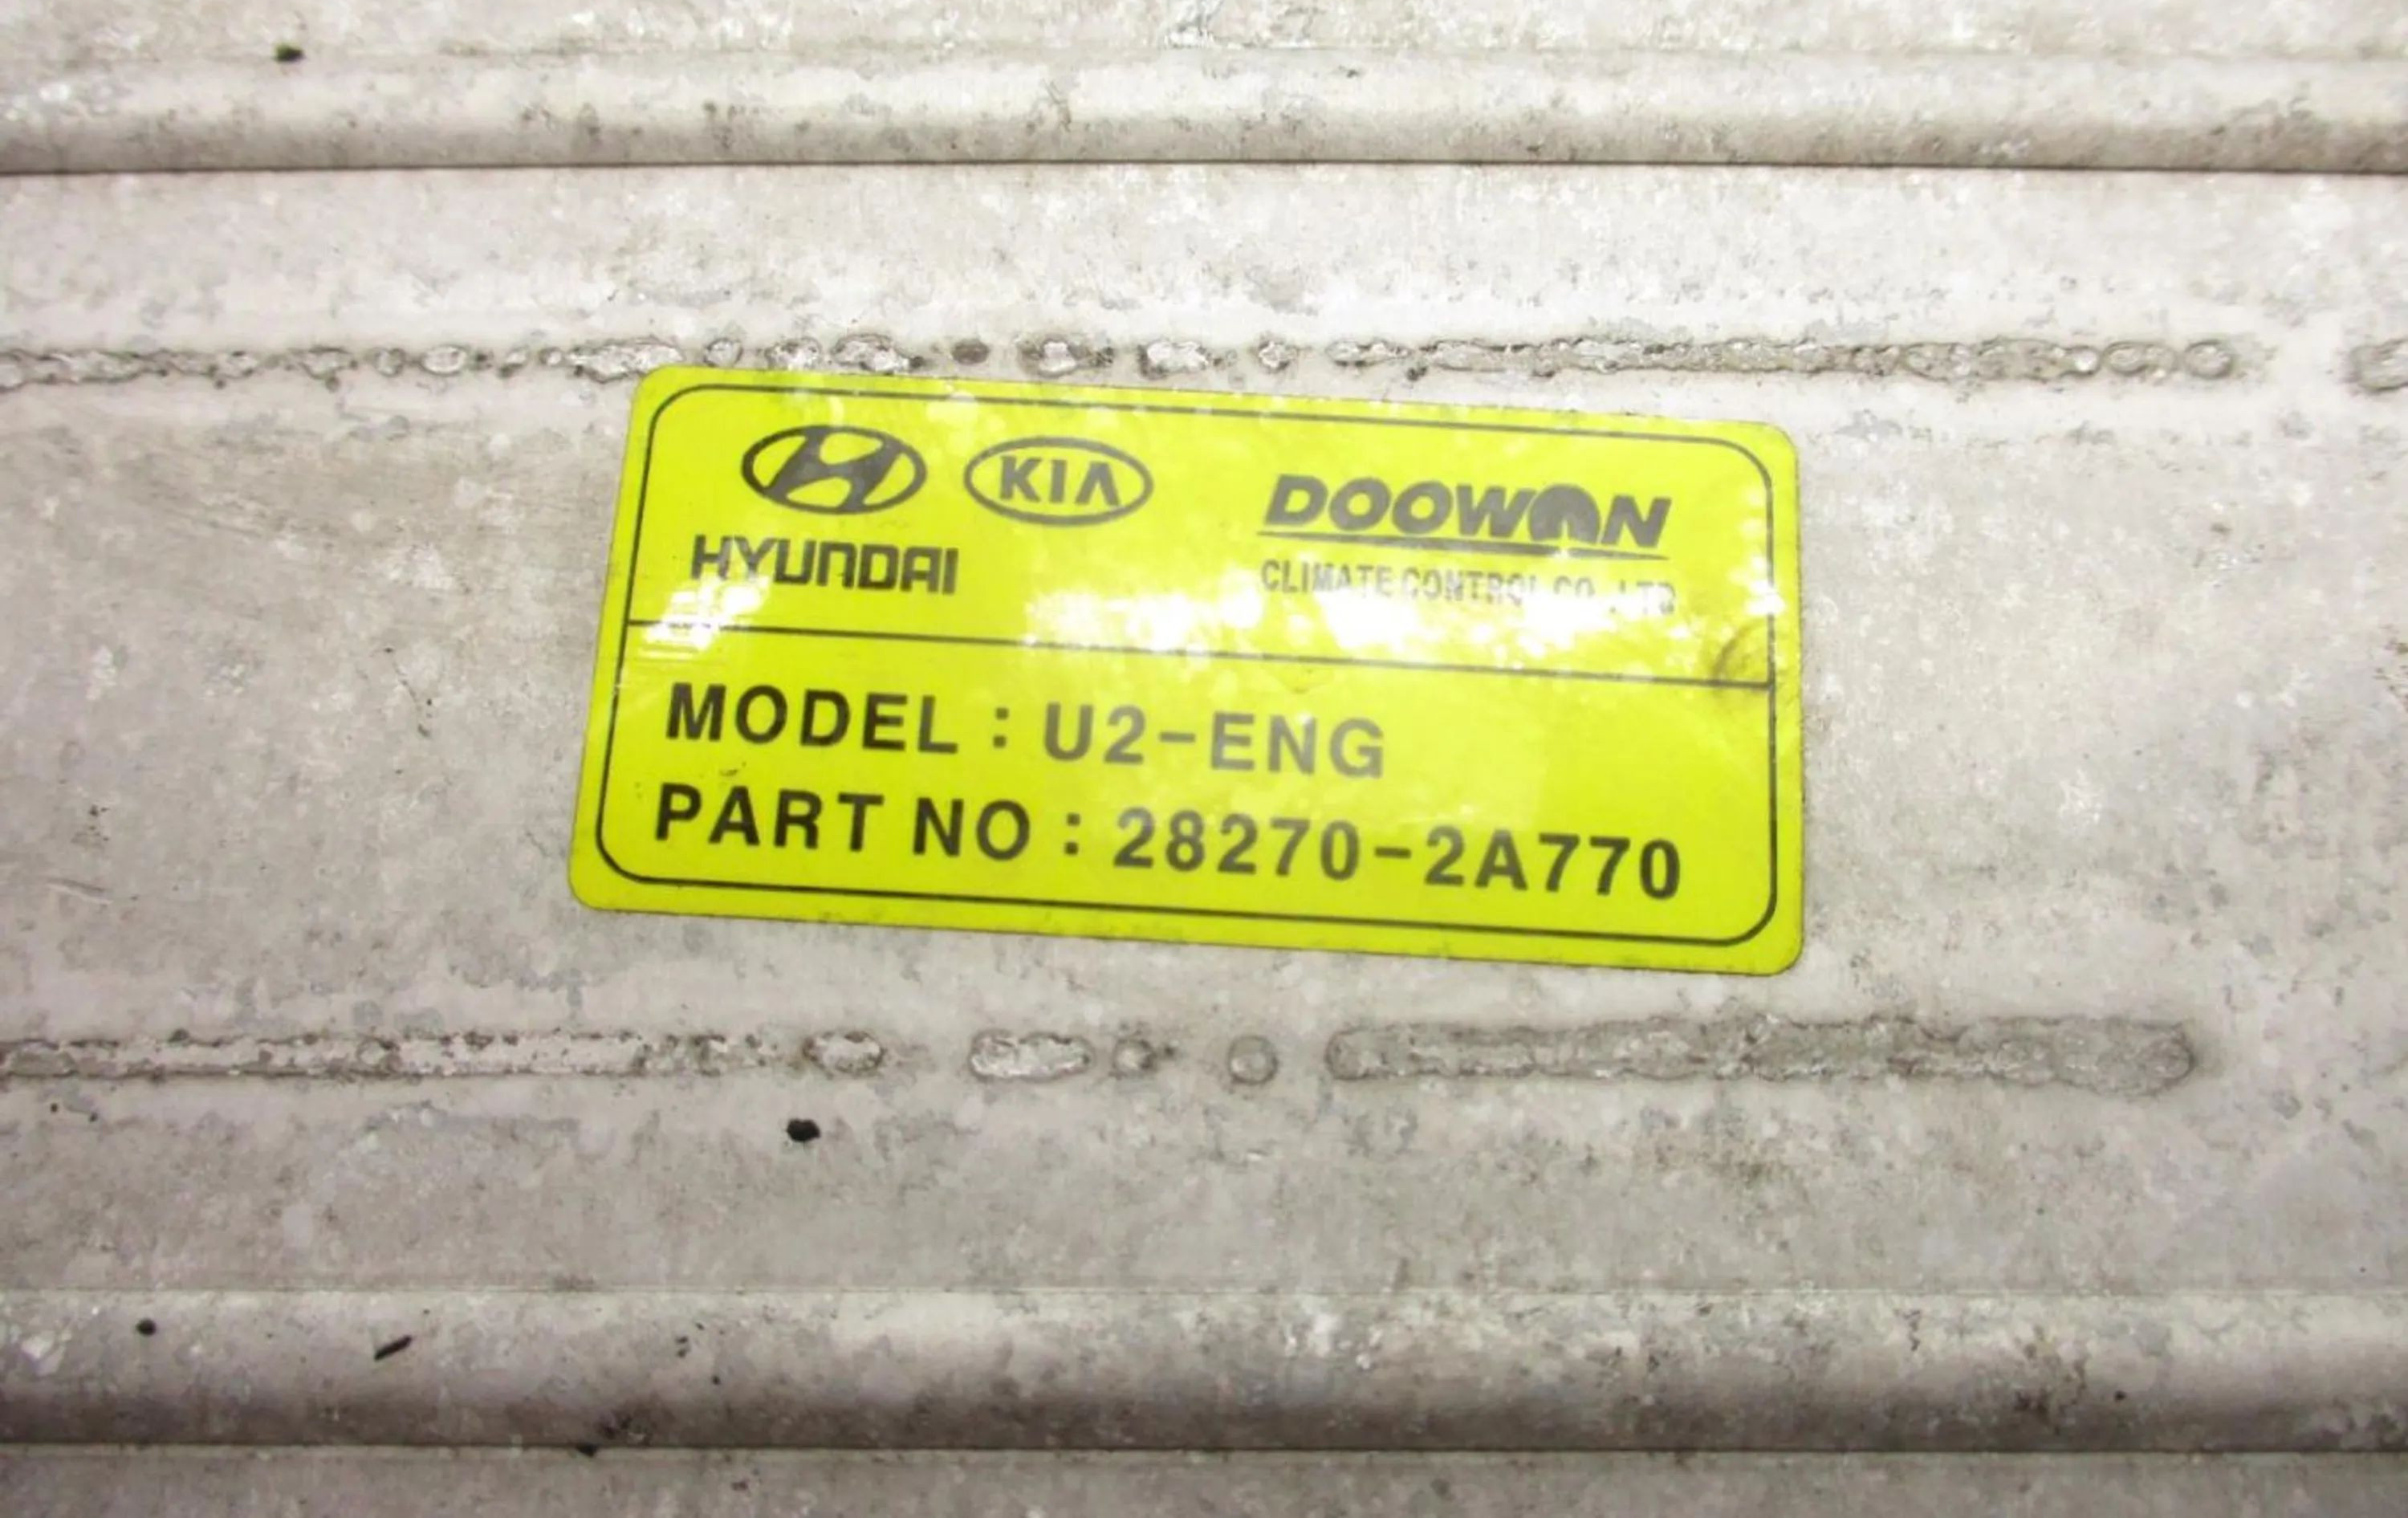 KIA
HYUNDAI
DOOWON
CLIMATE CONTROL CO.,LTD
MODEL : U2-ENG
PART NO : 28270-2A770